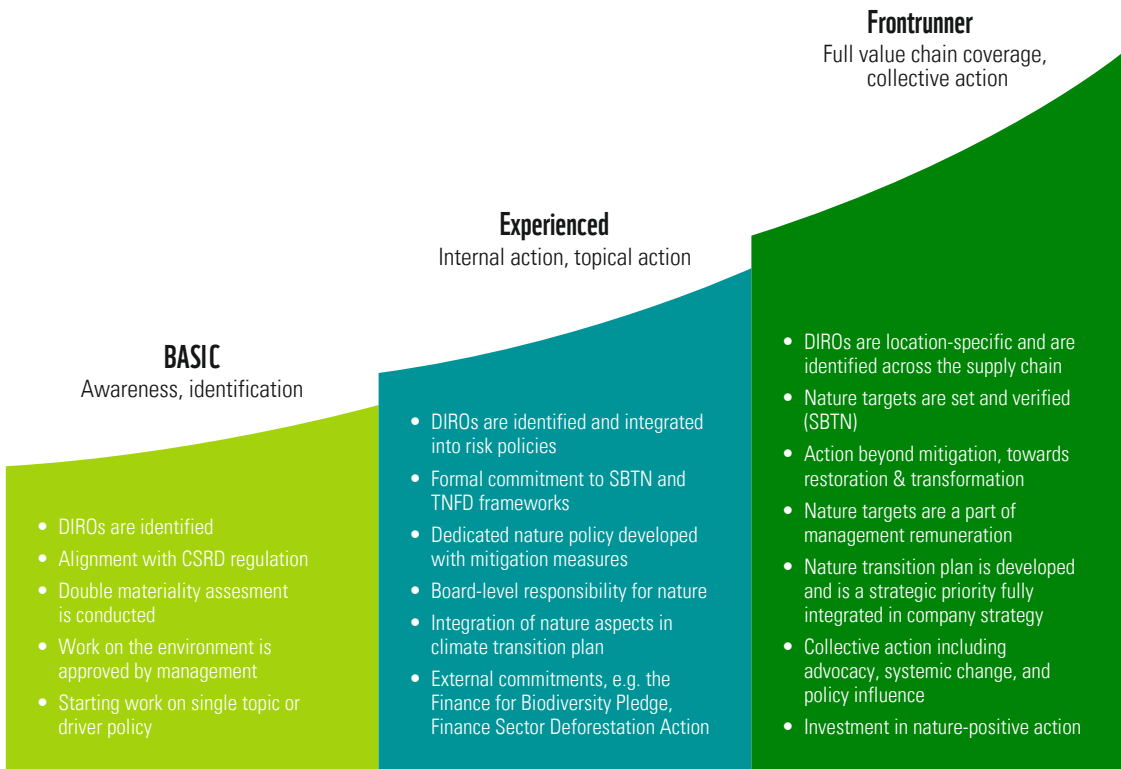 BASIC
Awareness, identification
• DIROs are identified
• Alignment with CSRD regulation
• Double materiality assesment
is conducted
• Work on the environment is
approved by management
• Starting work on single topic or
driver policy
Experienced
Internal action, topical action
• DIROs are identified and integrated
into risk policies
• Formal commitment to SBTN and
TNFD frameworks
• Dedicated nature policy developed
with mitigation measures
• Board-level responsibility for nature
• Integration of nature aspects in
climate transition plan
• External commitments, e.g. the
Finance for Biodiversity Pledge,
Finance Sector Deforestation Action
Frontrunner
Full value chain coverage,
collective action
• DIROs are location-specific and are
identified across the supply chain
• Nature targets are set and verified
(SBTN)
• Action beyond mitigation, towards
restoration & transformation
• Nature targets are a part of
management remuneration
• Nature transition plan is developed
and is a strategic priority fully
integrated in company strategy
• Collective action including
advocacy, systemic change, and
policy influence
• Investment in nature-positive action